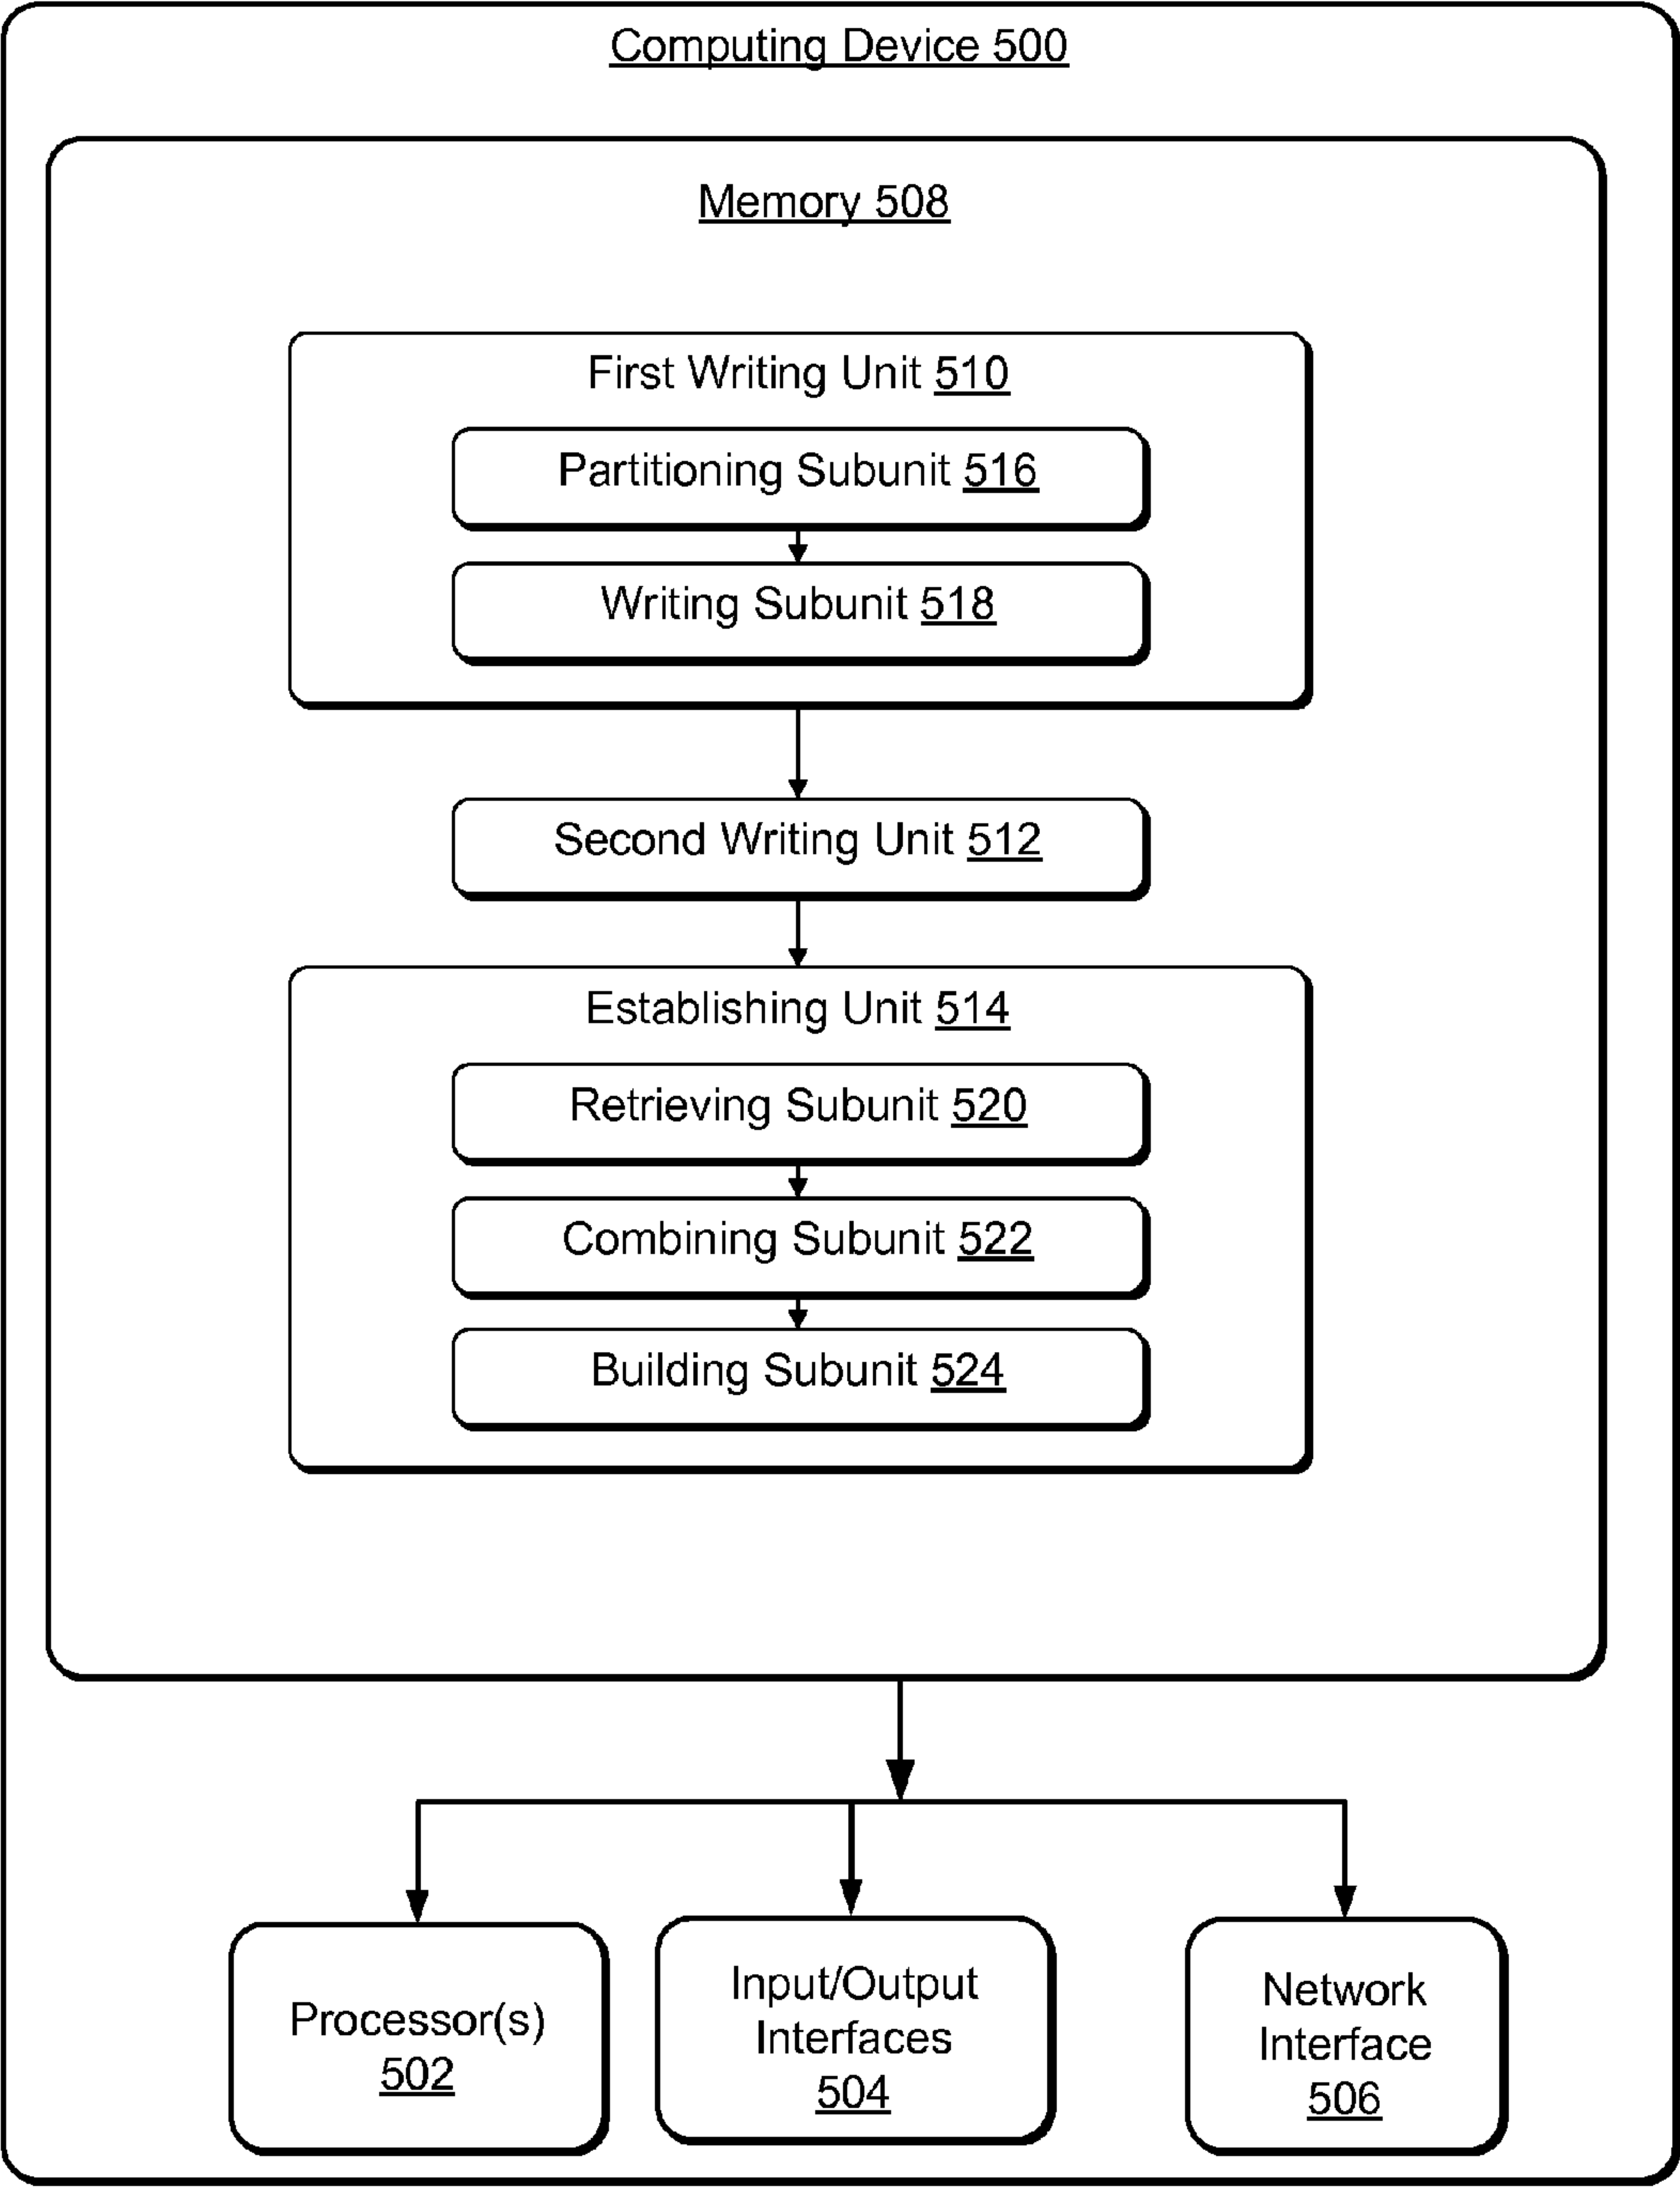 Computing Device 500
Memory 508
First Writing Unit 510
Partitioning Subunit 516
Writing Subunit 518
Second Writing Unit 512
Establishing Unit 514
Retrieving Subunit 520
Combining Subunit 522
Building Subunit 524
Processor(s)
502
Input/Output
Interfaces
504
Network
Interface
506